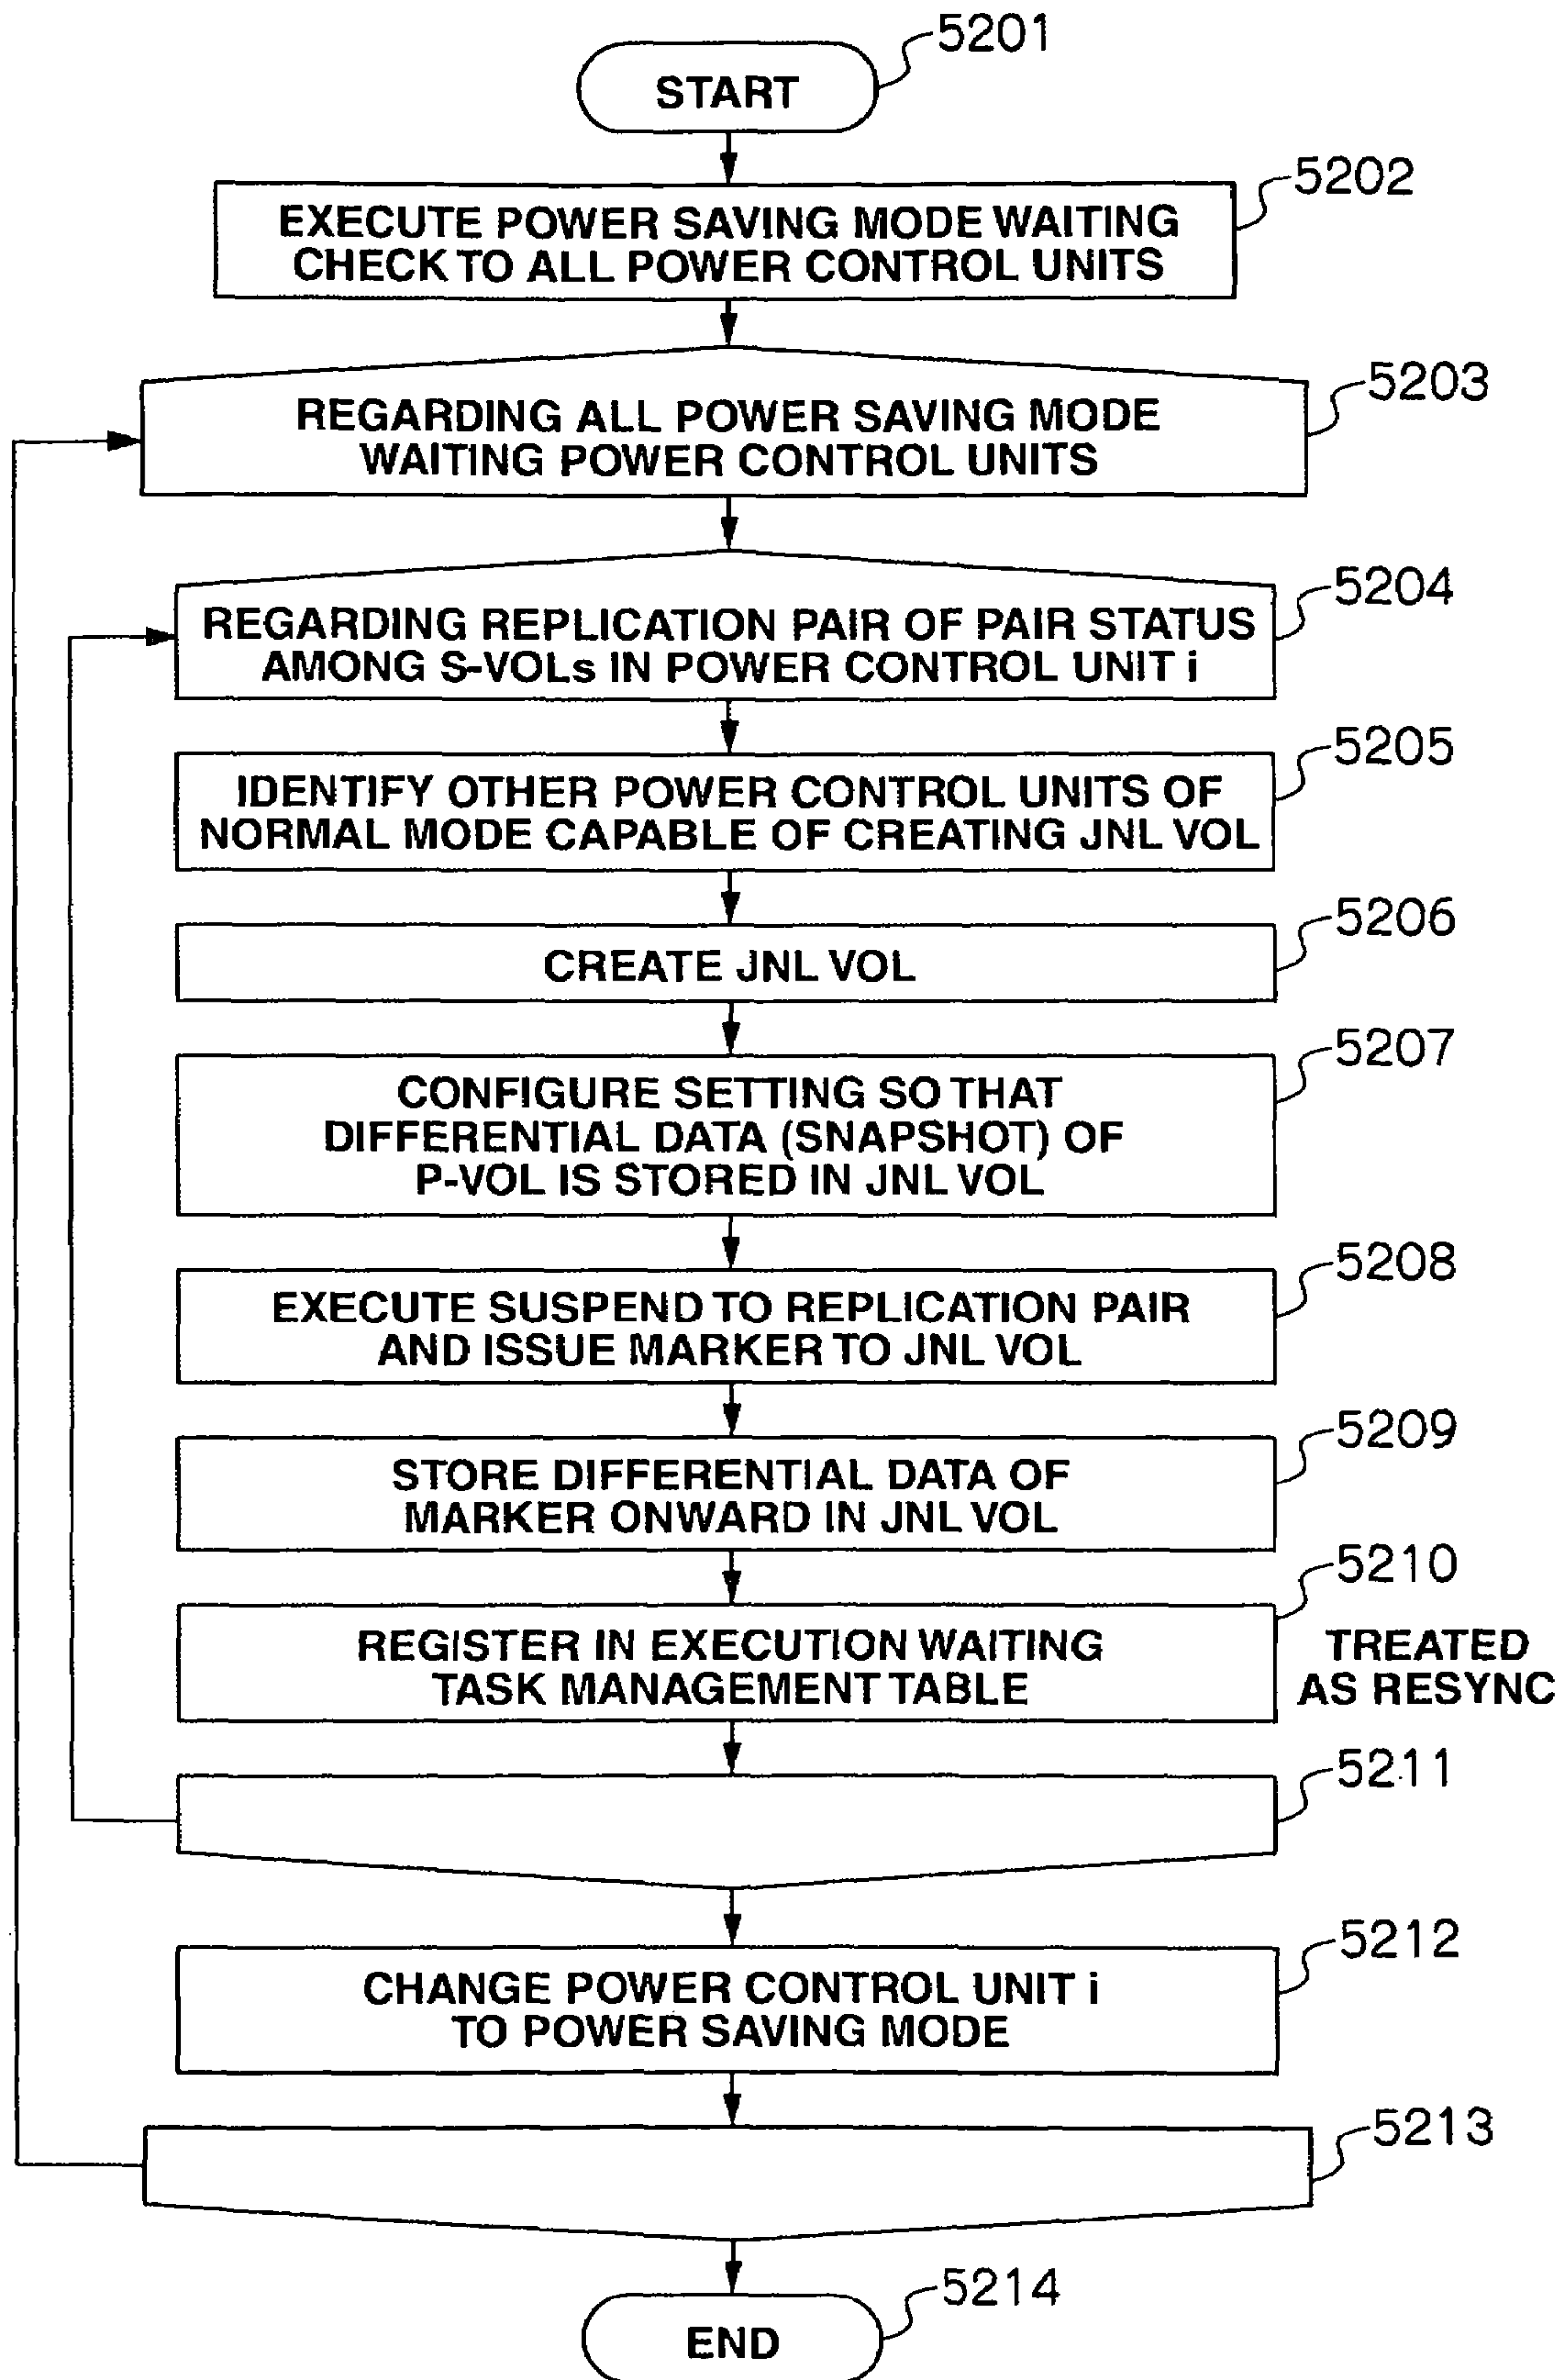 5201
START
5202
EXECUTE POWER SAVING MODE WAITING
CHECK TO ALL POWER CONTROL UNITS
5203
REGARDING ALL POWER SAVING MODE
WAITING POWER CONTROL UNITS
5204
REGARDING REPLICATION PAIR OF PAIR STATUS
AMONG S-VOLs IN POWER CONTROL UNIT i
5205
IDENTIFY OTHER POWER CONTROL UNITS OF
NORMAL MODE CAPABLE OF CREATING JNL VOL
5206
CREATE JNL VOL
5207
CONFIGURE SETTING SO THAT
DIFFERENTIAL DATA (SNAPSHOT) OF
P-VOL IS STORED IN JNL VOL
5208
EXECUTE SUSPEND TO REPLICATION PAIR
AND ISSUE MARKER TO JNL VOL
5209
STORE DIFFERENTIAL DATA OF
MARKER ONWARD IN JNL VOL
5210
REGISTER IN EXECUTION WAITING
TASK MANAGEMENT TABLE
TREATED
AS RESYNC
5211
5212
CHANGE POWER CONTROL UNIT i
TO POWER SAVING MODE
5213
5214
END